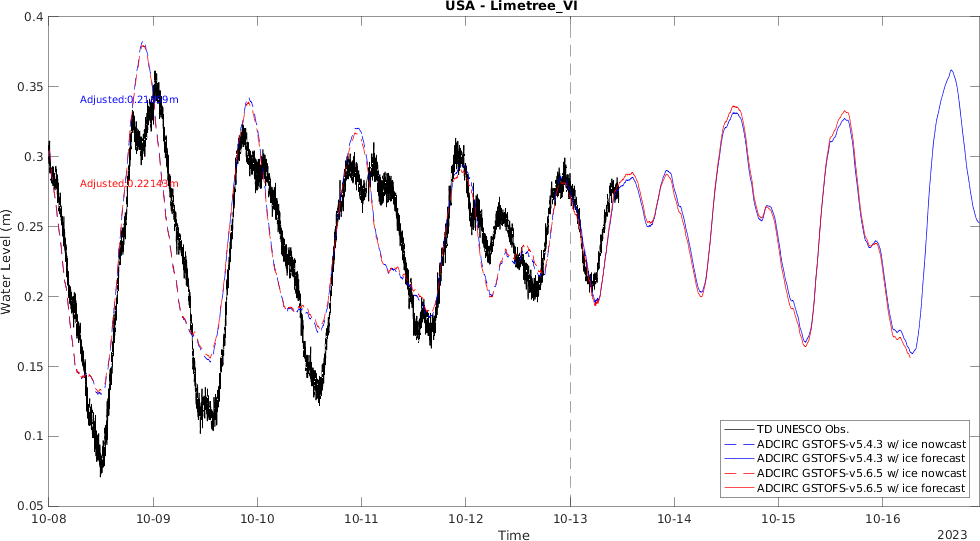 USA - Limetree_VI
0.4
0.35
0.3
0.25
0.2
0.15
0.1
0.05
Water Level (m)
Adjusted:0.22143m
10-08 10-09 10-10 10-11 10-12 10-13 10-14 10-15 10-16
Time
2023
TD UNESCO Obs.
ADCIRC GSTOFS-v5.4.3 w/ ice nowcast
ADCIRC GSTOFS-v5.4.3 w/ ice forecast
ADCIRC GSTOFS-v5.6.5 w/ ice nowcast
ADCIRC GSTOFS-v5.6.5 w/ ice forecast